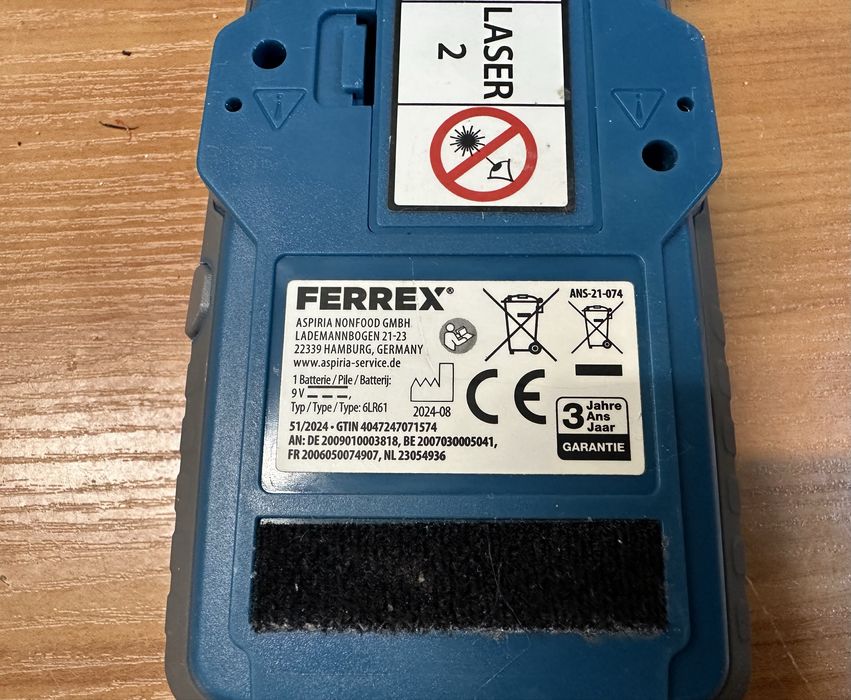 LASER
2
FERREX®
ASPIRIA NONFOOD GMBH
LADEMANNBOGEN 21-23
22339 HAMBURG, GERMANY
www.aspiria-service.de
1 Batterie / Pile / Batterij:
9 V ⎓,
Typ / Type / Type: 6LR61
2024-08
ANS-21-074
CE
3 Jahre
Ans
Jaar
GARANTIE
51/2024 • GTIN 4047247071574
AN: DE 2009010003818, BE 2007030005041,
FR 2006050074907, NL 23054936